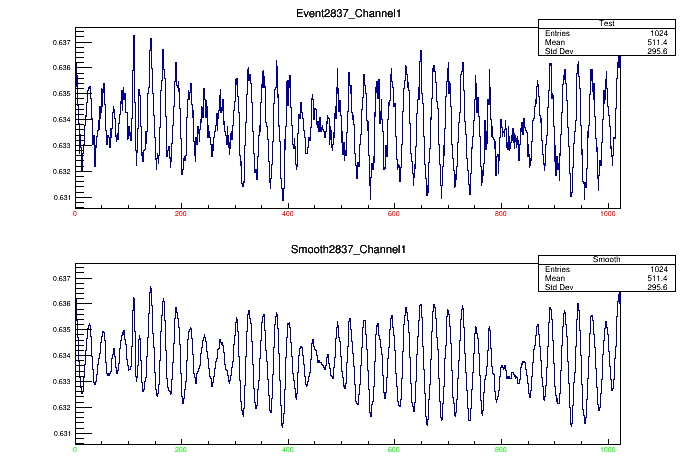 Event2837_Channel1
Test
Entries 1024
Mean 511.4
Std Dev 295.6
0.637
0.636
0.635
0.634
0.633
0.632
0.631
0 200 400 600 800 1000
Smooth2837_Channel1
Smooth
Entries 1024
Mean 511.4
Std Dev 295.6
0.637
0.636
0.635
0.634
0.633
0.632
0.631
0 200 400 600 800 1000